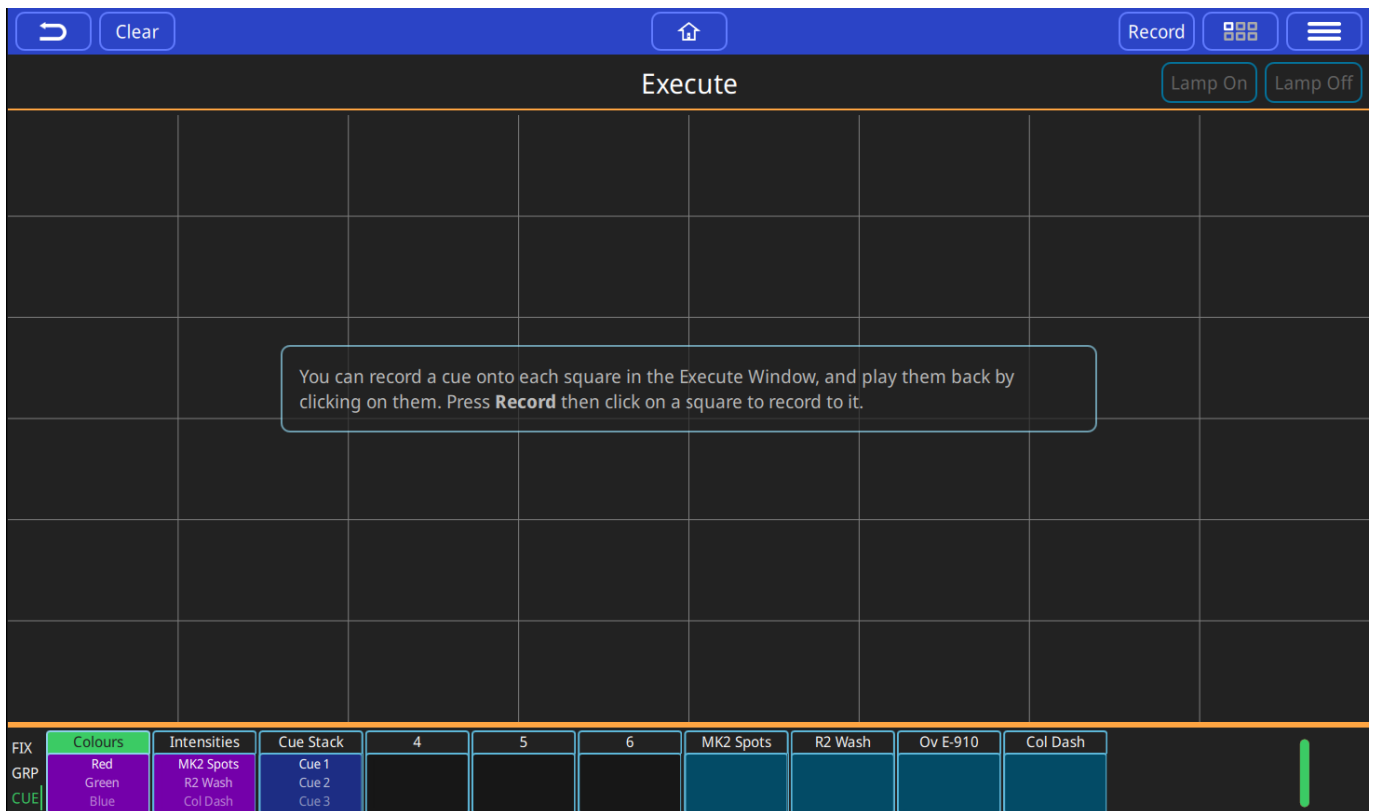 Clear
Record
Execute
Lamp On
Lamp Off
You can record a cue onto each square in the Execute Window, and play them back by
clicking on them. Press Record then click on a square to record to it.
FIX
GRP
CUE
Colours
Red
Green
Blue
Intensities
MK2 Spots
R2 Wash
Col Dash
Cue Stack
Cue 1
Cue 2
Cue 3
4
5
6
MK2 Spots
R2 Wash
Ov E-910
Col Dash